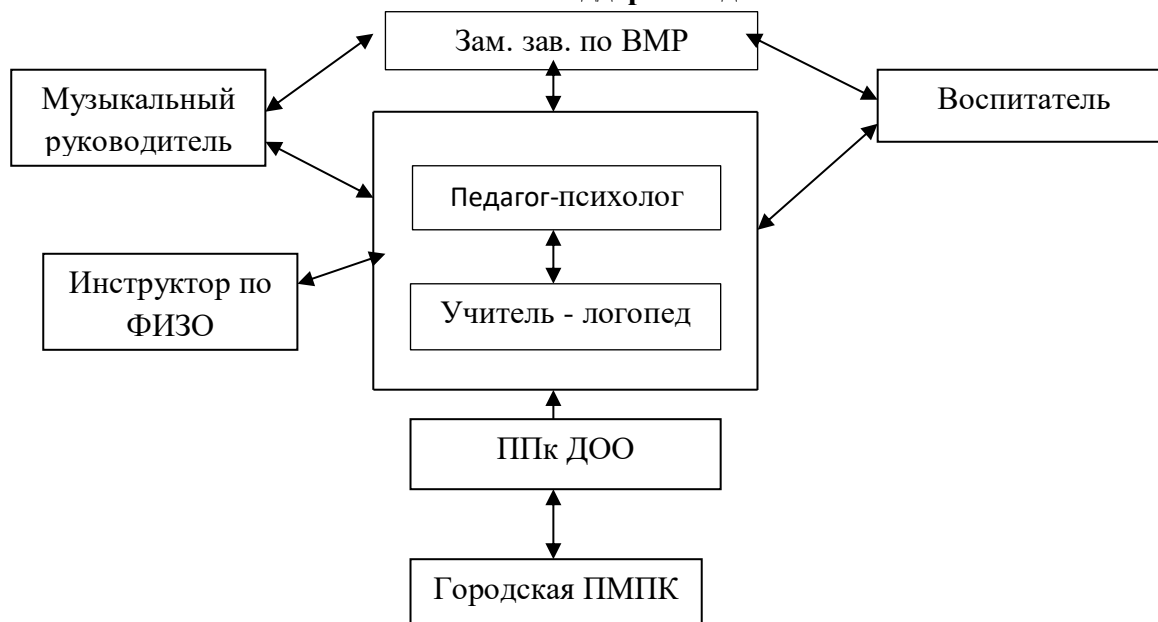 Зам. зав. по ВМР
Музыкальный
руководитель
Воспитатель
Педагог-психолог
Инструктор по
ФИЗО
Учитель - логопед
ППк ДОО
Городская ПМПК